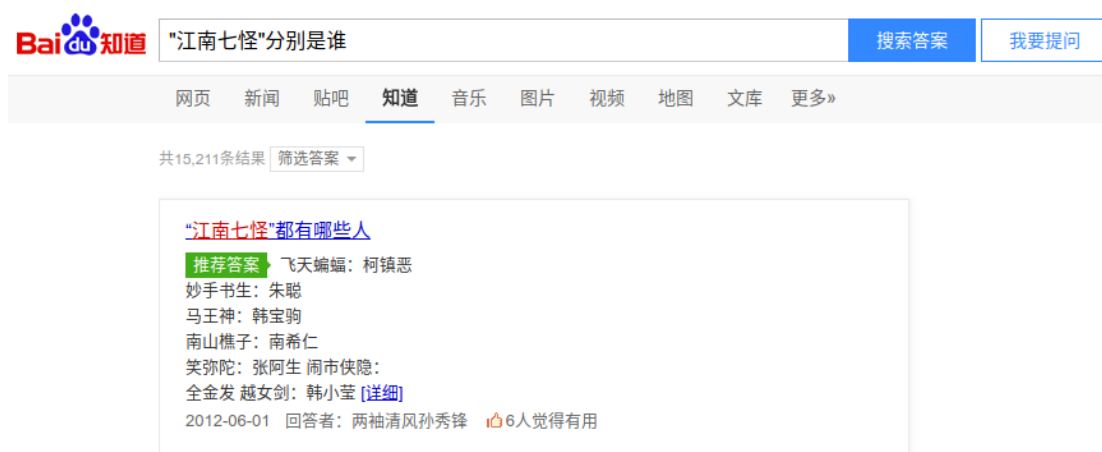 Bai du 知道 "江南七怪"分别是谁 搜索答案 我要提问
网页 新闻 贴吧 知道 音乐 图片 视频 地图 文库 更多»
共15,211条结果 筛选答案
“江南七怪”都有哪些人
推荐答案 飞天蝙蝠：柯镇恶
妙手书生：朱聪
马王神：韩宝驹
南山樵子：南希仁
笑弥陀：张阿生 闹市侠隐：
全金发 越女剑：韩小莹 [详细]
2012-06-01 回答者：两袖清风孙秀锋 6人觉得有用